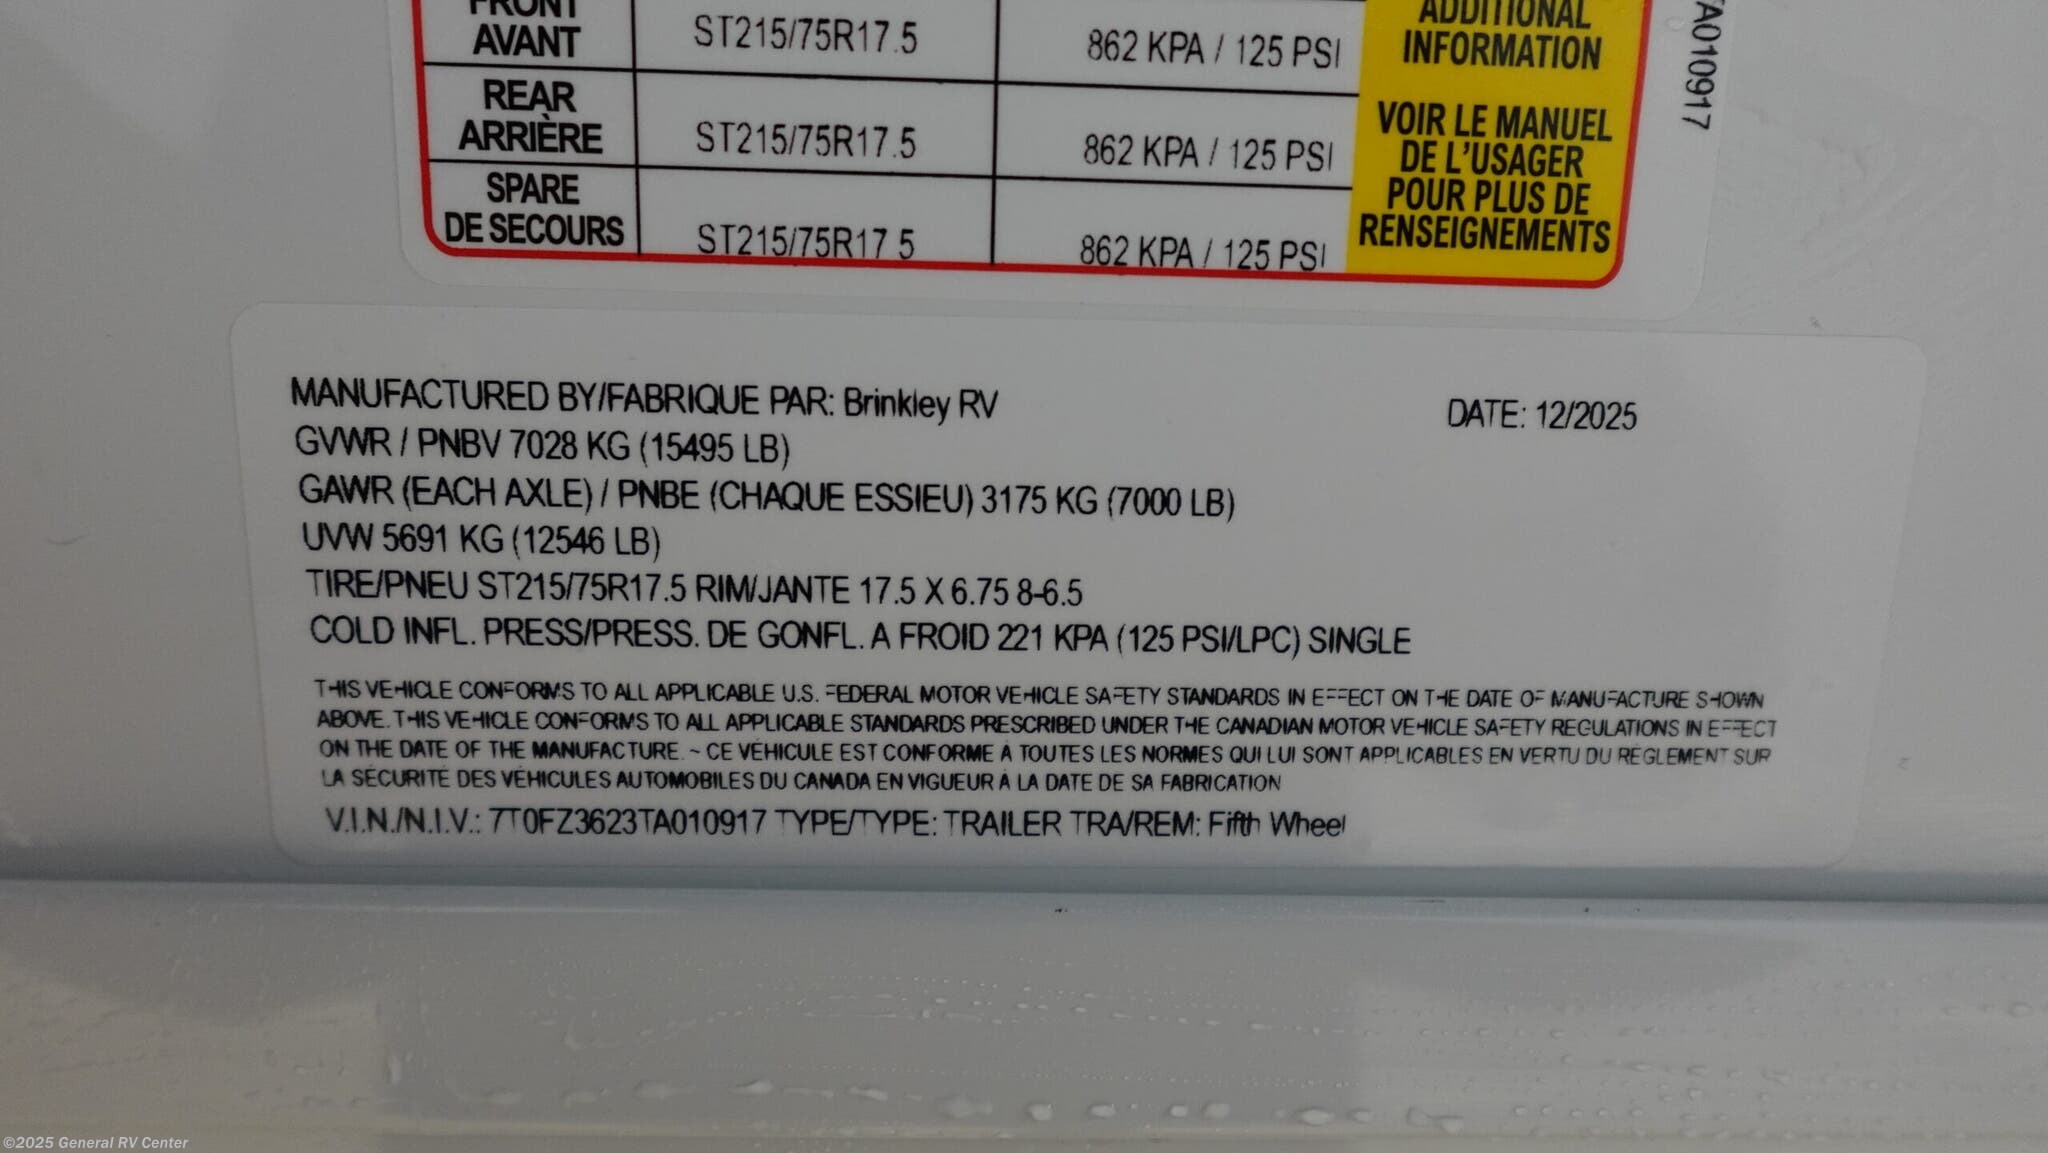 FRONT
AVANT
ST215/75R17.5
862 KPA / 125 PSI
ADDITIONAL
INFORMATION
REAR
ARRIÈRE
ST215/75R17.5
862 KPA / 125 PSI
VOIR LE MANUEL
DE L'USAGER
POUR PLUS DE
RENSEIGNEMENTS
SPARE
DE SECOURS
ST215/75R17.5
862 KPA / 125 PSI
TA010917
MANUFACTURED BY/FABRIQUE PAR: Brinkley RV
DATE: 12/2025
GVWR / PNBV 7028 KG (15495 LB)
GAWR (EACH AXLE) / PNBE (CHAQUE ESSIEU) 3175 KG (7000 LB)
UVW 5691 KG (12546 LB)
TIRE/PNEU ST215/75R17.5 RIM/JANTE 17.5 X 6.75 8-6.5
COLD INFL. PRESS/PRESS. DE GONFL. A FROID 221 KPA (125 PSI/LPC) SINGLE
THIS VEHICLE CONFORMS TO ALL APPLICABLE U.S. FEDERAL MOTOR VEHICLE SAFETY STANDARDS IN EFFECT ON THE DATE OF MANUFACTURE SHOWN
ABOVE. THIS VEHICLE CONFORMS TO ALL APPLICABLE STANDARDS PRESCRIBED UNDER THE CANADIAN MOTOR VEHICLE SAFETY REGULATIONS IN EFFECT
ON THE DATE OF THE MANUFACTURE. ~ CE VÉHICULE EST CONFORME À TOUTES LES NORMES QUI LUI SONT APPLICABLES EN VERTU DU RÈGLEMENT SUR
LA SÉCURITÉ DES VÉHICULES AUTOMOBILES DU CANADA EN VIGUEUR À LA DATE DE SA FABRICATION
V.I.N./N.I.V.: 7T0FZ3623TA010917 TYPE/TYPE: TRAILER TRA/REM: Fifth Wheel
©2025 General RV Center